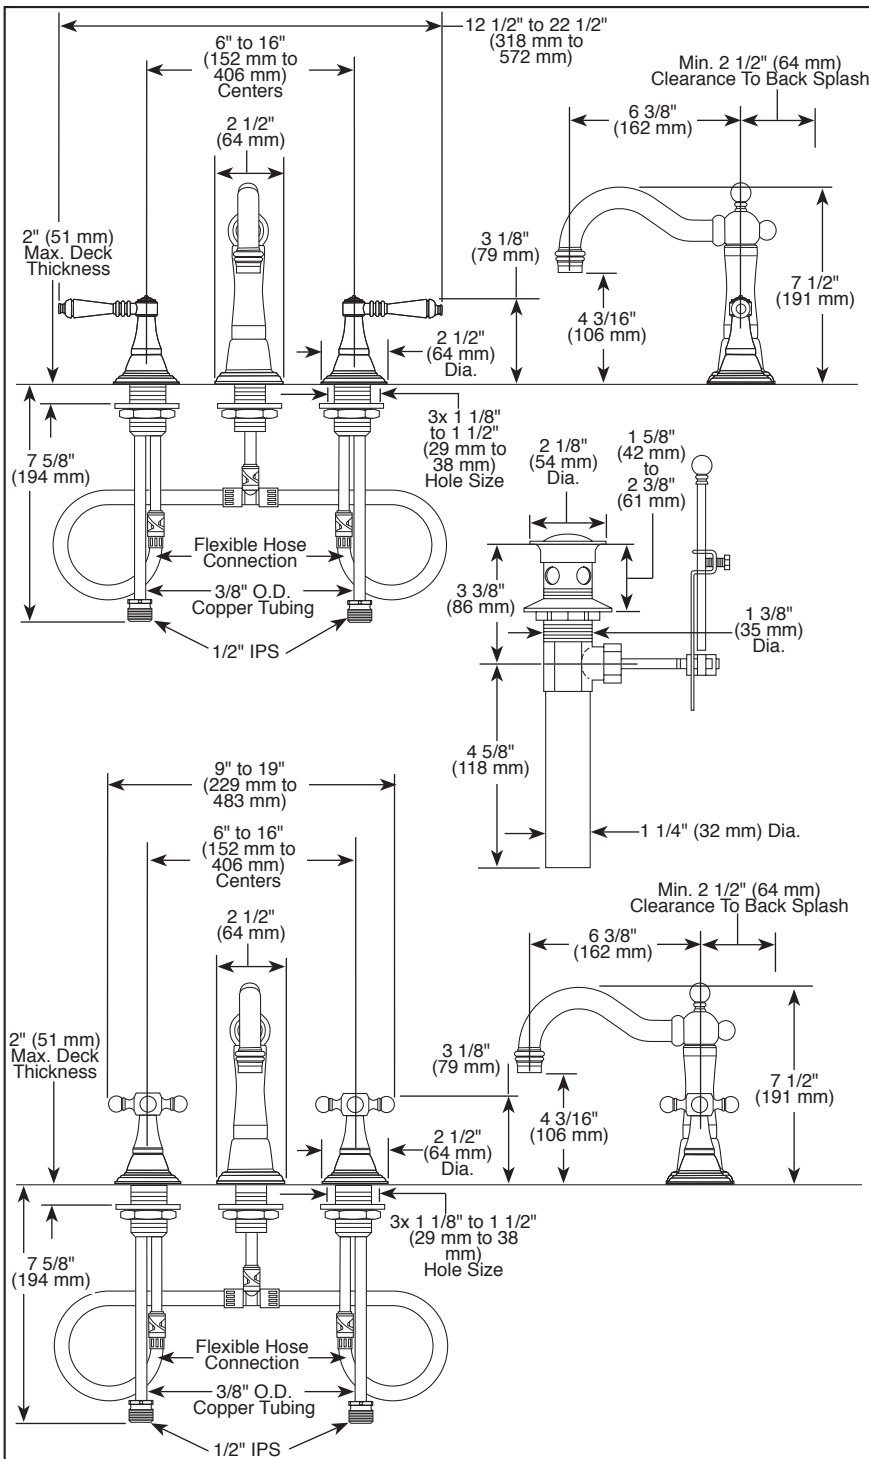 12 1/2" to 22 1/2"
(318 mm to
572 mm)
6" to 16"
(152 mm to
406 mm)
Centers
2 1/2"
(64 mm)
2" (51 mm)
Max. Deck
Thickness
3 1/8"
(79 mm)
2 1/2"
(64 mm)
Dia.
Min. 2 1/2" (64 mm)
Clearance To Back Splash
6 3/8"
(162 mm)
7 1/2"
(191 mm)
4 3/16"
(106 mm)
3x 1 1/8"
to 1 1/2"
(29 mm to
38 mm)
Hole Size
7 5/8"
(194 mm)
Flexible Hose
Connection
3/8" O.D.
Copper Tubing
1/2" IPS
2 1/8"
(54 mm)
Dia.
1 5/8"
(42 mm)
to
2 3/8"
(61 mm)
3 3/8"
(86 mm)
1 3/8"
(35 mm)
Dia.
4 5/8"
(118 mm)
1 1/4" (32 mm) Dia.
9" to 19"
(229 mm to
483 mm)
6" to 16"
(152 mm to
406 mm)
Centers
2 1/2"
(64 mm)
2" (51 mm)
Max. Deck
Thickness
3 1/8"
(79 mm)
2 1/2"
(64 mm)
Dia.
Min. 2 1/2" (64 mm)
Clearance To Back Splash
6 3/8"
(162 mm)
7 1/2"
(191 mm)
4 3/16"
(106 mm)
3x 1 1/8" to 1 1/2"
(29 mm to 38
mm)
Hole Size
7 5/8"
(194 mm)
Flexible Hose
Connection
3/8" O.D.
Copper Tubing
1/2" IPS